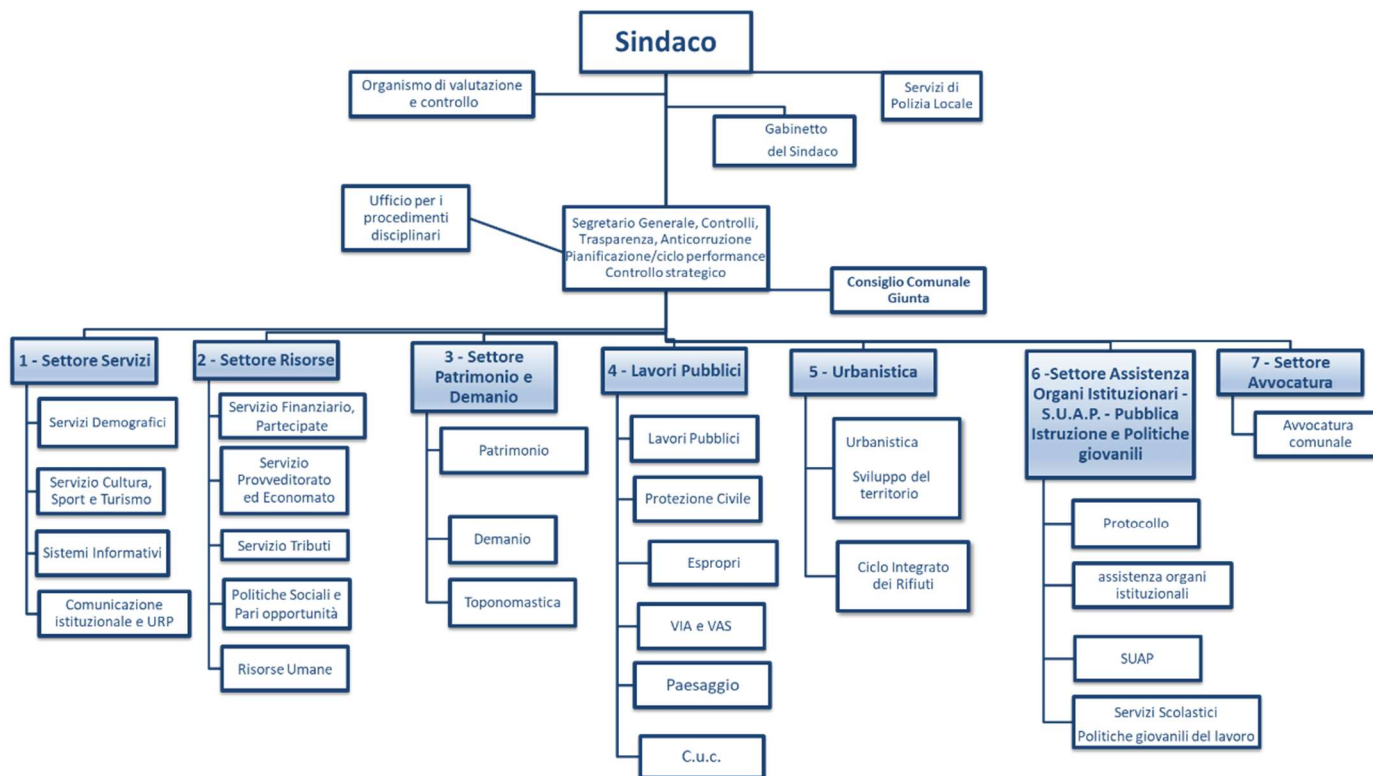 Sindaco
Organismo di valutazione
e controllo
Servizi di
Polizia Locale
Gabinetto
del Sindaco
Ufficio per i
procedimenti
disciplinari
Segretario Generale, Controlli,
Trasparenza, Anticorruzione
Pianificazione/ciclo performance
Controllo strategico
Consiglio Comunale
Giunta
1 - Settore Servizi
Servizi Demografici
Servizio Cultura,
Sport e Turismo
Sistemi Informativi
Comunicazione
istituzionale e URP
2 - Settore Risorse
Servizio Finanziario,
Partecipate
Servizio
Provveditorato
ed Economato
Servizio Tributi
Politiche Sociali e
Pari opportunità
Risorse Umane
3 - Settore
Patrimonio e
Demanio
Patrimonio
Demanio
Toponomastica
4 - Lavori Pubblici
Lavori Pubblici
Protezione Civile
Espropri
VIA e VAS
Paesaggio
C.u.c.
5 - Urbanistica
Urbanistica
Sviluppo del
territorio
Ciclo Integrato
dei Rifiuti
6 -Settore Assistenza
Organi Istituzionari -
S.U.A.P. - Pubblica
Istruzione e Politiche
giovanili
Protocollo
assistenza organi
istituzionali
SUAP
Servizi Scolastici
Politiche giovanili del lavoro
7 - Settore
Avvocatura
Avvocatura
comunale